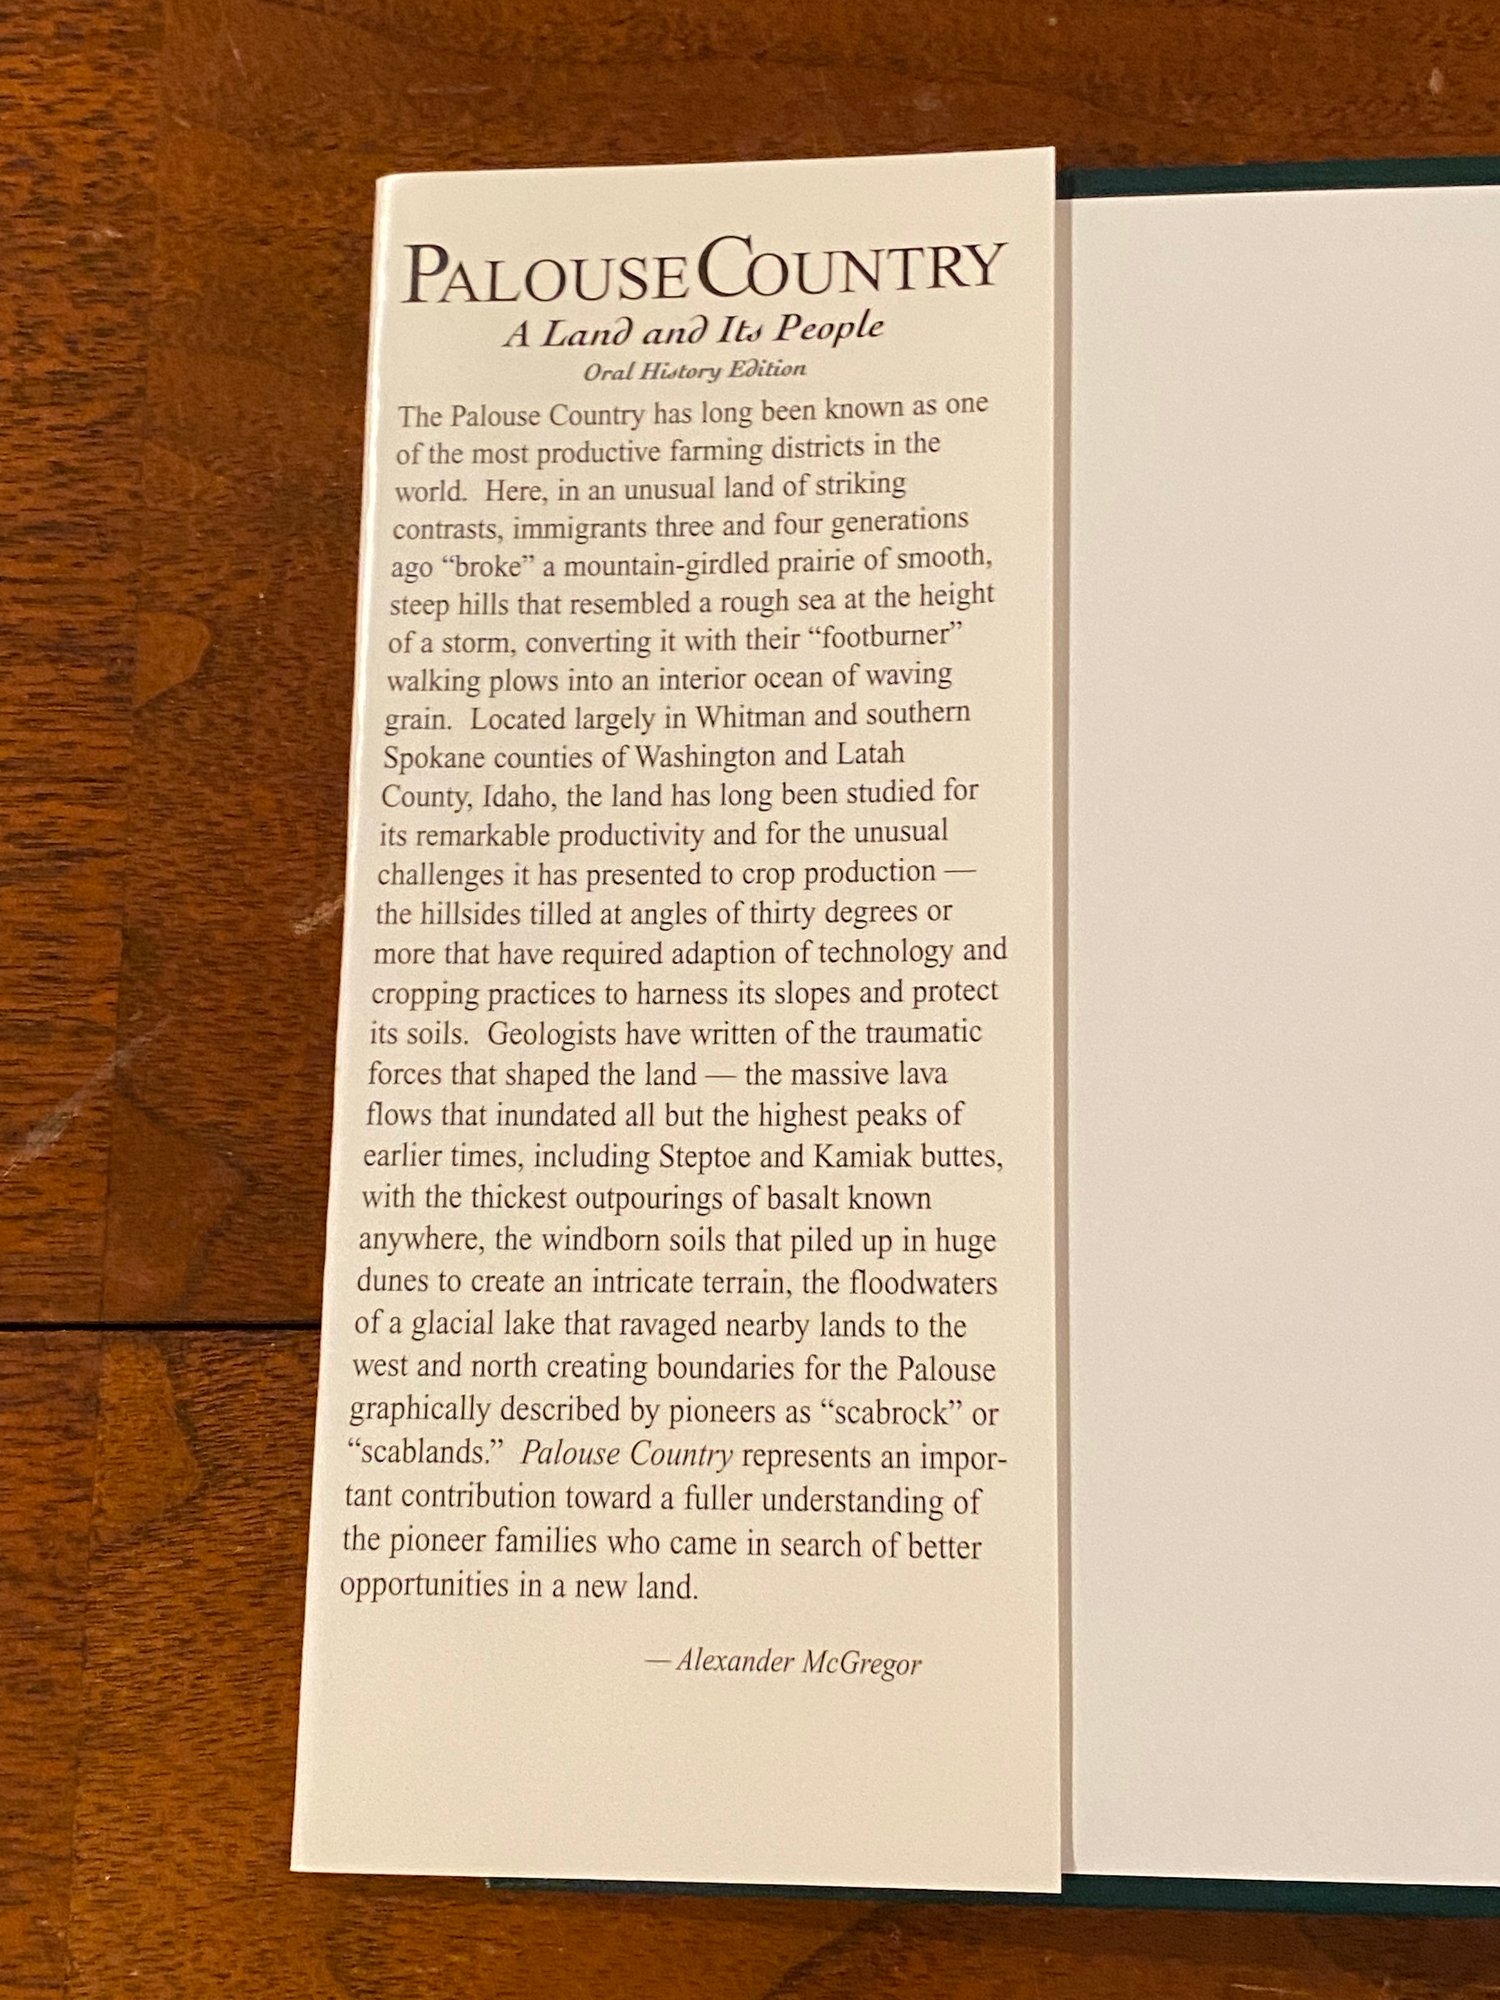 PALOUSE COUNTRY
A Land and Its People
Oral History Edition
The Palouse Country has long been known as one
of the most productive farming districts in the
world.  Here, in an unusual land of striking
contrasts, immigrants three and four generations
ago “broke” a mountain-girdled prairie of smooth,
steep hills that resembled a rough sea at the height
of a storm, converting it with their “footburner”
walking plows into an interior ocean of waving
grain.  Located largely in Whitman and southern
Spokane counties of Washington and Latah
County, Idaho, the land has long been studied for
its remarkable productivity and for the unusual
challenges it has presented to crop production —
the hillsides tilled at angles of thirty degrees or
more that have required adaption of technology and
cropping practices to harness its slopes and protect
its soils.  Geologists have written of the traumatic
forces that shaped the land — the massive lava
flows that inundated all but the highest peaks of
earlier times, including Steptoe and Kamiak buttes,
with the thickest outpourings of basalt known
anywhere, the windborn soils that piled up in huge
dunes to create an intricate terrain, the floodwaters
of a glacial lake that ravaged nearby lands to the
west and north creating boundaries for the Palouse
graphically described by pioneers as “scabrock” or
“scablands.”  Palouse Country represents an impor-
tant contribution toward a fuller understanding of
the pioneer families who came in search of better
opportunities in a new land.
— Alexander McGregor